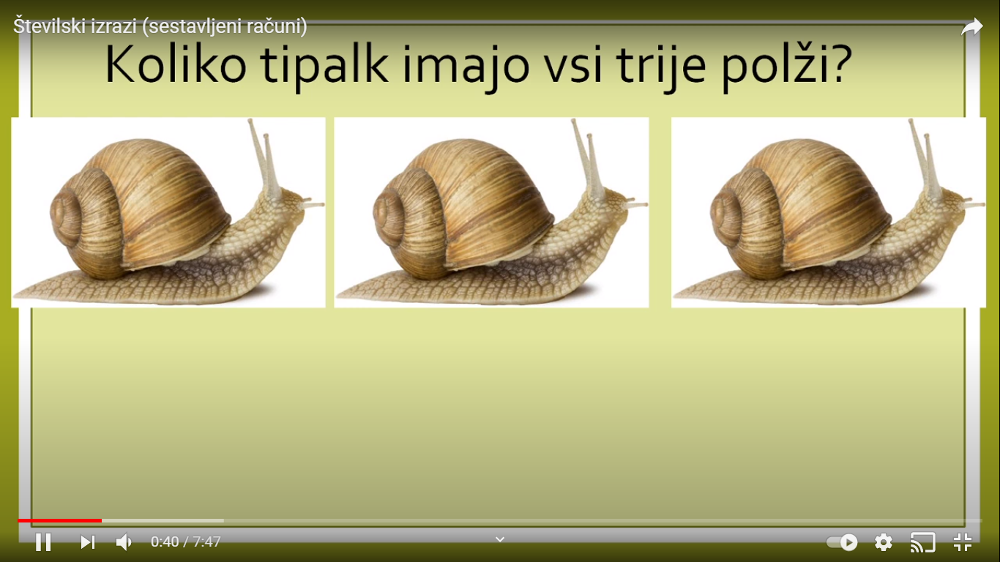 Številski izrazi (sestavljeni računi)
Koliko tipalk imajo vsi trije polži?
0:40 / 7:47